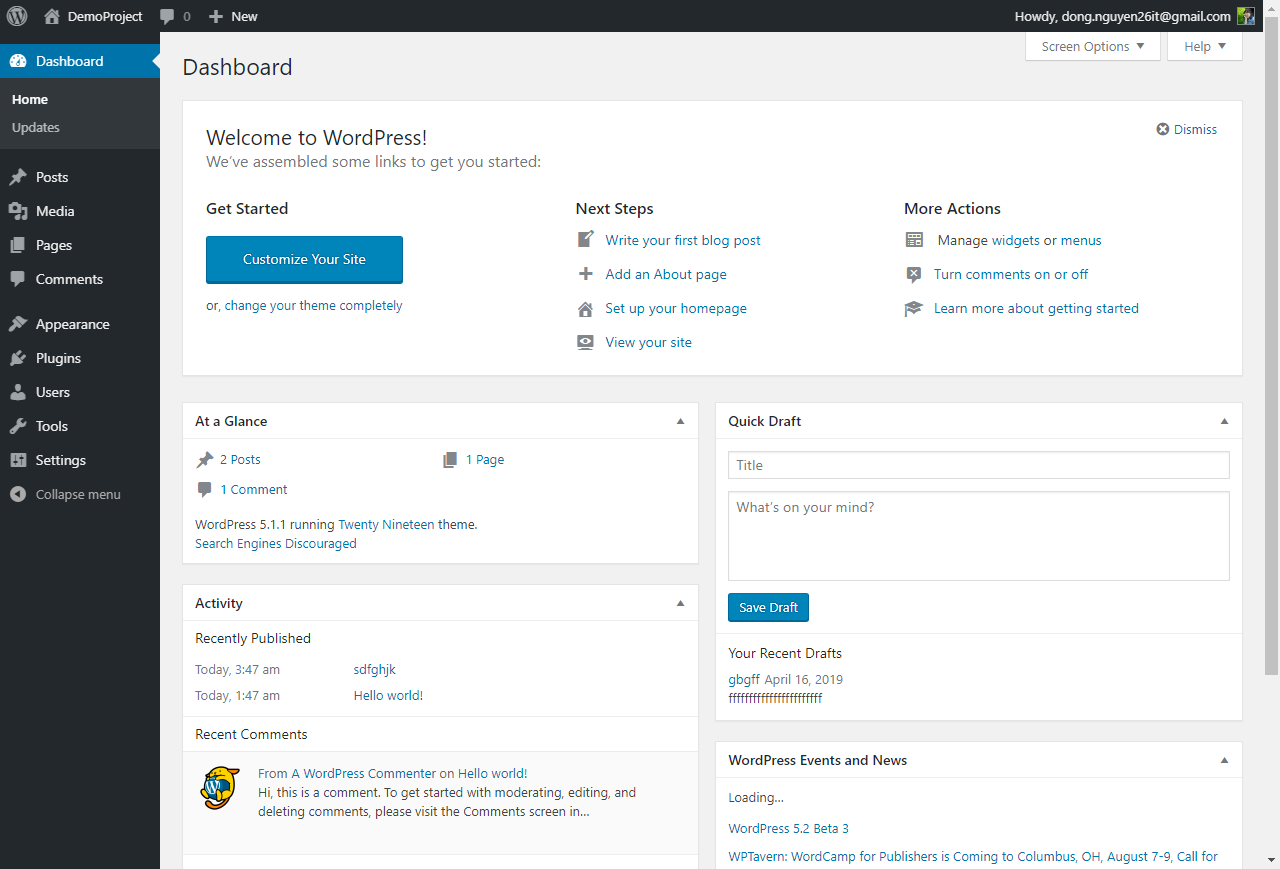 DemoProject 0 New Howdy, dong.nguyen26it@gmail.com
Screen Options Help
Dashboard
Home
Updates
Posts
Media
Pages
Comments
Appearance
Plugins
Users
Tools
Settings
Collapse menu
Dashboard
Welcome to WordPress!
We've assembled some links to get you started:
Dismiss
Get Started
Customize Your Site
or, change your theme completely
Next Steps
Write your first blog post
Add an About page
Set up your homepage
View your site
More Actions
Manage widgets or menus
Turn comments on or off
Learn more about getting started
At a Glance
2 Posts 1 Page
1 Comment
WordPress 5.1.1 running Twenty Nineteen theme.
Search Engines Discouraged
Activity
Recently Published
Today, 3:47 am sdfghjk
Today, 1:47 am Hello world!
Recent Comments
From A WordPress Commenter on Hello world!
Hi, this is a comment. To get started with moderating, editing, and
deleting comments, please visit the Comments screen in…
Quick Draft
Title
What's on your mind?
Save Draft
Your Recent Drafts
gbgff April 16, 2019
WordPress Events and News
Loading…
WordPress 5.2 Beta 3
WPTavern: WordCamp for Publishers is Coming to Columbus, OH, August 7-9, Call for